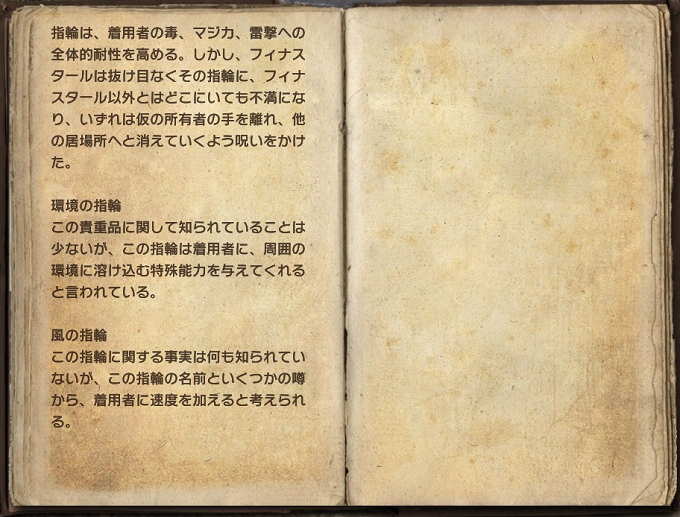 指輪は、着用者の毒、マジカ、雷撃への
全体的耐性を高める。しかし、フィナス
タールは抜け目なくその指輪に、フィナ
スタール以外とはどこにいても不満にな
り、いずれは仮の所有者の手を離れ、他
の居場所へと消えていくよう呪いをかけ
た。
環境の指輪
この貴重品に関して知られていることは
少ないが、この指輪は着用者に、周囲の
環境に溶け込む特殊能力を与えてくれる
と言われている。
風の指輪
この指輪に関する事実は何も知られてい
ないが、この指輪の名前といくつかの噂
から、着用者に速度を加えると考えられ
る。